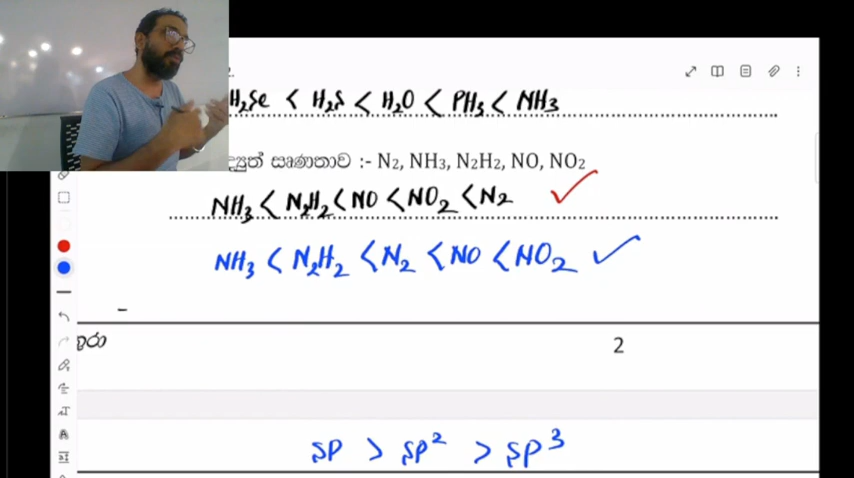 H₂Se < H₂S < H₂O < PH₃ < NH₃
සෘණතාව :- N₂, NH₃, N₂H₂, NO, NO₂
NH₃ < N₂H₂ < NO < NO₂ < N₂ ✓
NH₃ < N₂H₂ < N₂ < NO < NO₂ ✓
2
sp > sp² > sp³